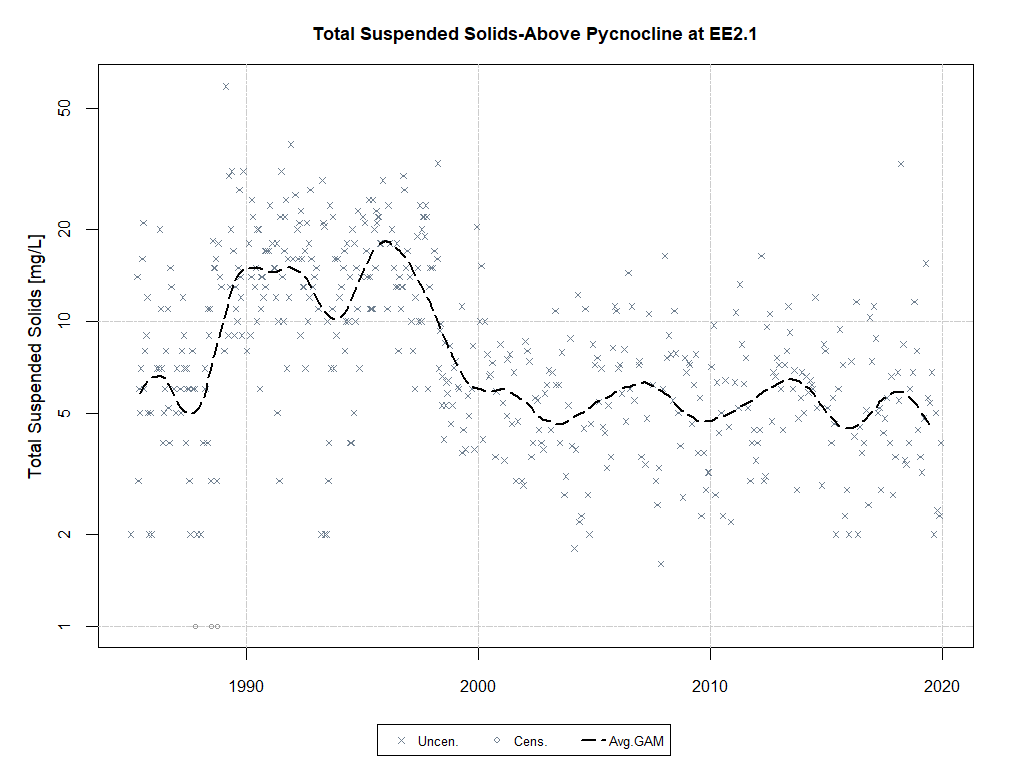 Total Suspended Solids-Above Pycnocline at EE2.1
Total Suspended Solids [mg/L]
50
20
10
5
2
1
1990 2000 2010 2020
Uncen. Cens. Avg.GAM